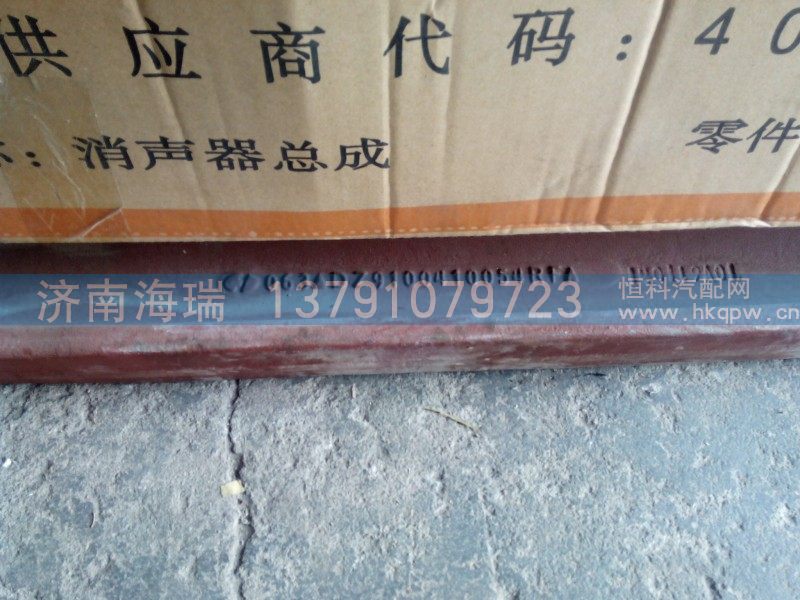 供应商代码：40
：消声器总成
零件
济南海瑞 13791079723
恒科汽配网
www.hkqpw.cn